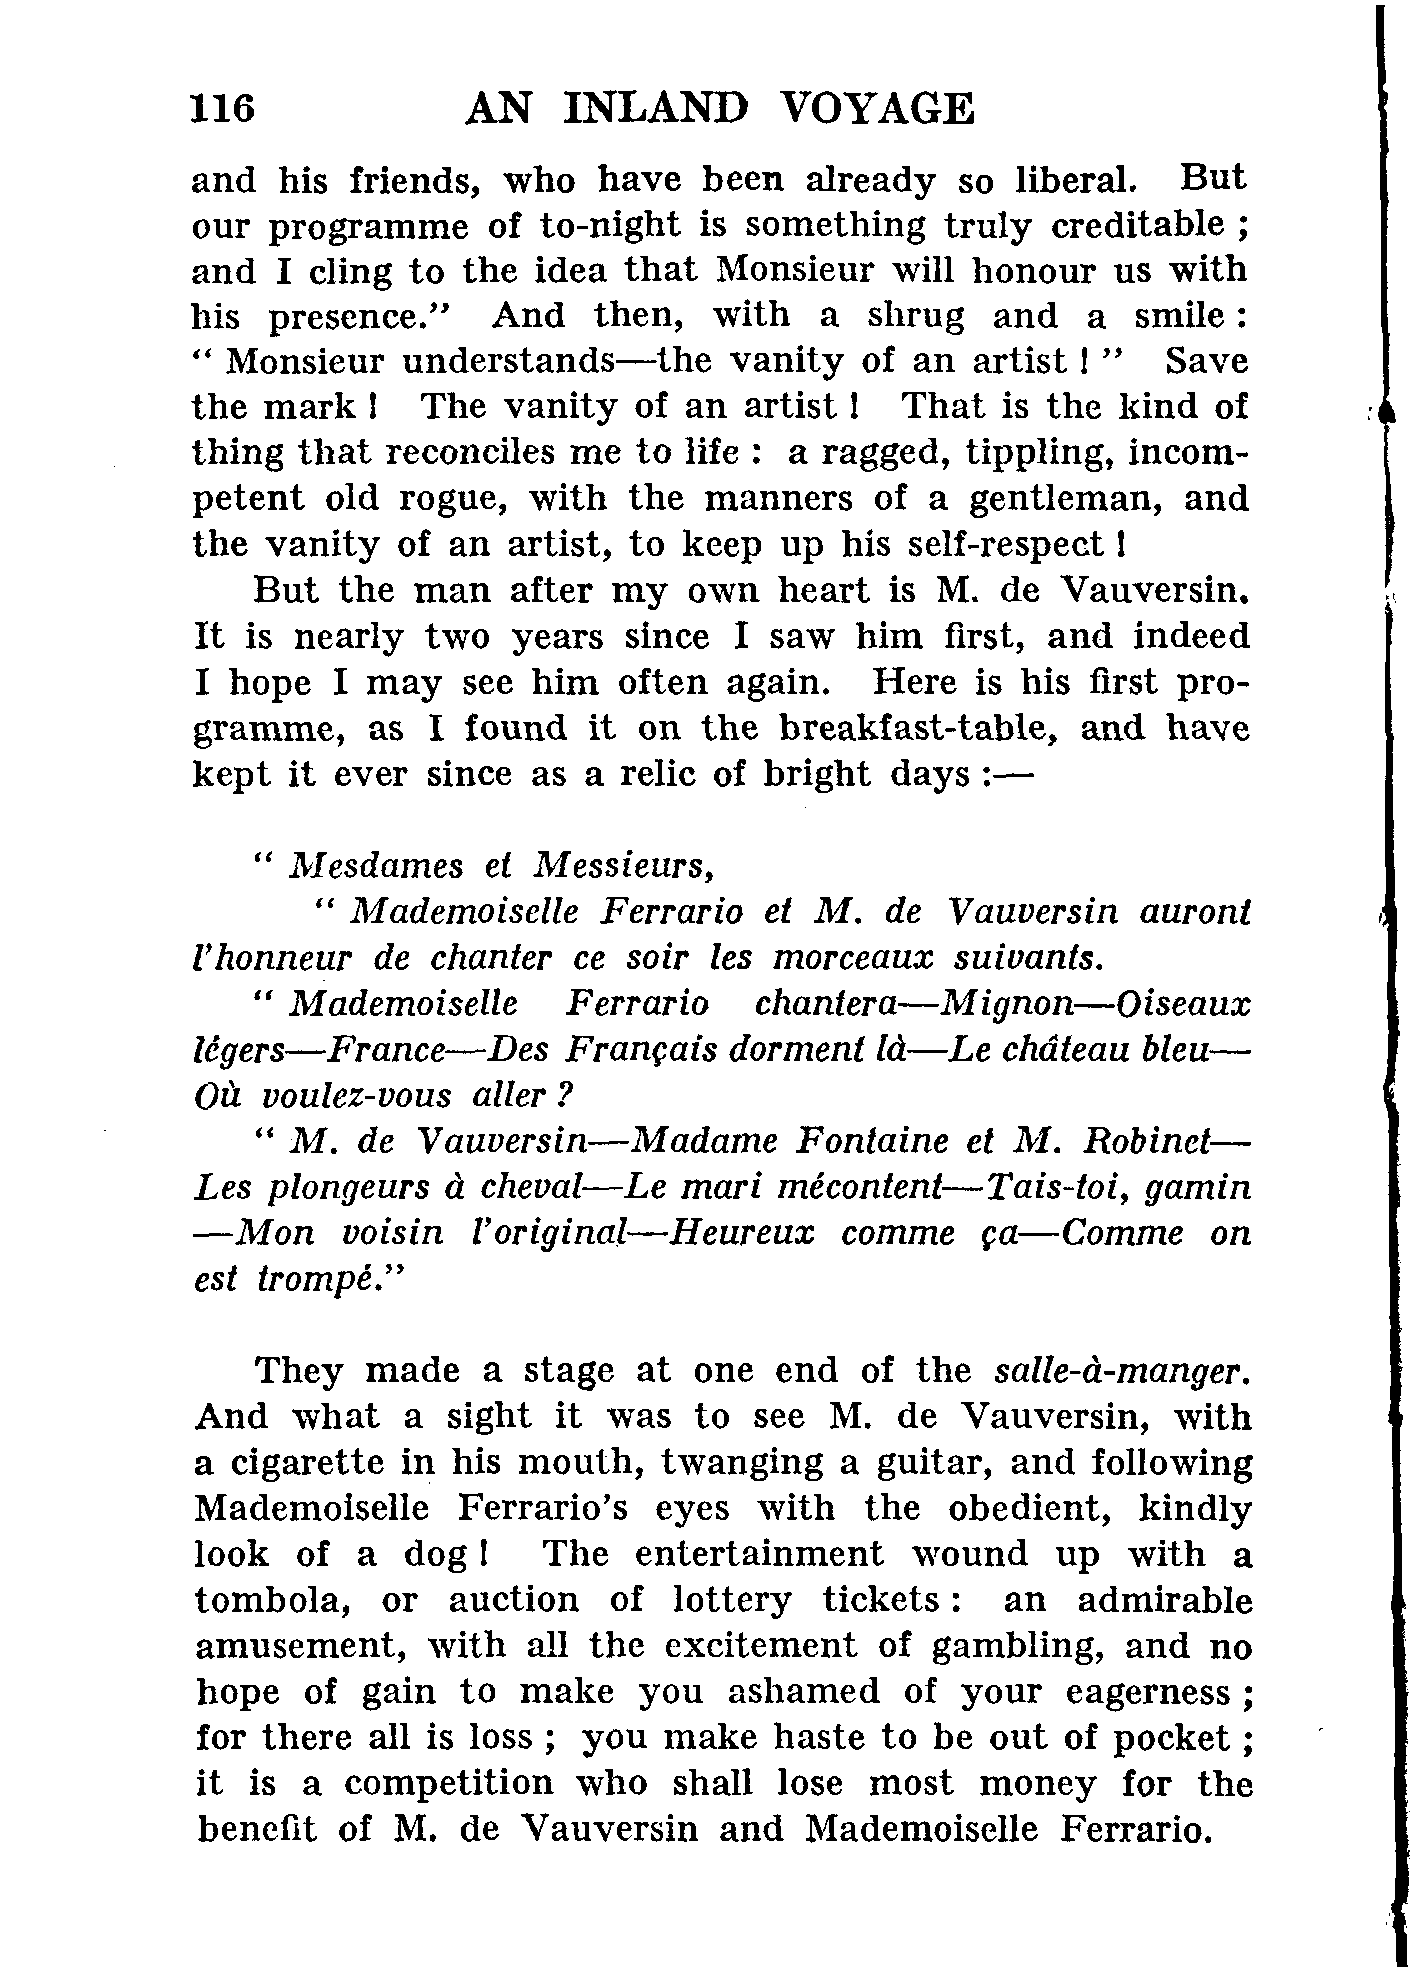 116 AN INLAND VOYAGE
and his friends, who have been already so liberal. But
our programme of to-night is something truly creditable ;
and I cling to the idea that Monsieur will honour us with
his presence.” And then, with a shrug and a smile :
“ Monsieur understands—the vanity of an artist ! ” Save
the mark ! The vanity of an artist ! That is the kind of
thing that reconciles me to life : a ragged, tippling, incom-
petent old rogue, with the manners of a gentleman, and
the vanity of an artist, to keep up his self-respect !
But the man after my own heart is M. de Vauversin.
It is nearly two years since I saw him first, and indeed
I hope I may see him often again. Here is his first pro-
gramme, as I found it on the breakfast-table, and have
kept it ever since as a relic of bright days :—
“ Mesdames et Messieurs,
“ Mademoiselle Ferrario et M. de Vauversin auront
l’honneur de chanter ce soir les morceaux suivants.
“ Mademoiselle Ferrario chantera—Mignon—Oiseaux
légers—France—Des Français dorment là—Le château bleu—
Où voulez-vous aller ?
“ M. de Vauversin—Madame Fontaine et M. Robinet—
Les plongeurs à cheval—Le mari mécontent—Tais-toi, gamin
—Mon voisin l’original—Heureux comme ça—Comme on
est trompé.”
They made a stage at one end of the salle-à-manger.
And what a sight it was to see M. de Vauversin, with
a cigarette in his mouth, twanging a guitar, and following
Mademoiselle Ferrario’s eyes with the obedient, kindly
look of a dog ! The entertainment wound up with a
tombola, or auction of lottery tickets : an admirable
amusement, with all the excitement of gambling, and no
hope of gain to make you ashamed of your eagerness ;
for there all is loss ; you make haste to be out of pocket ;
it is a competition who shall lose most money for the
benefit of M. de Vauversin and Mademoiselle Ferrario.